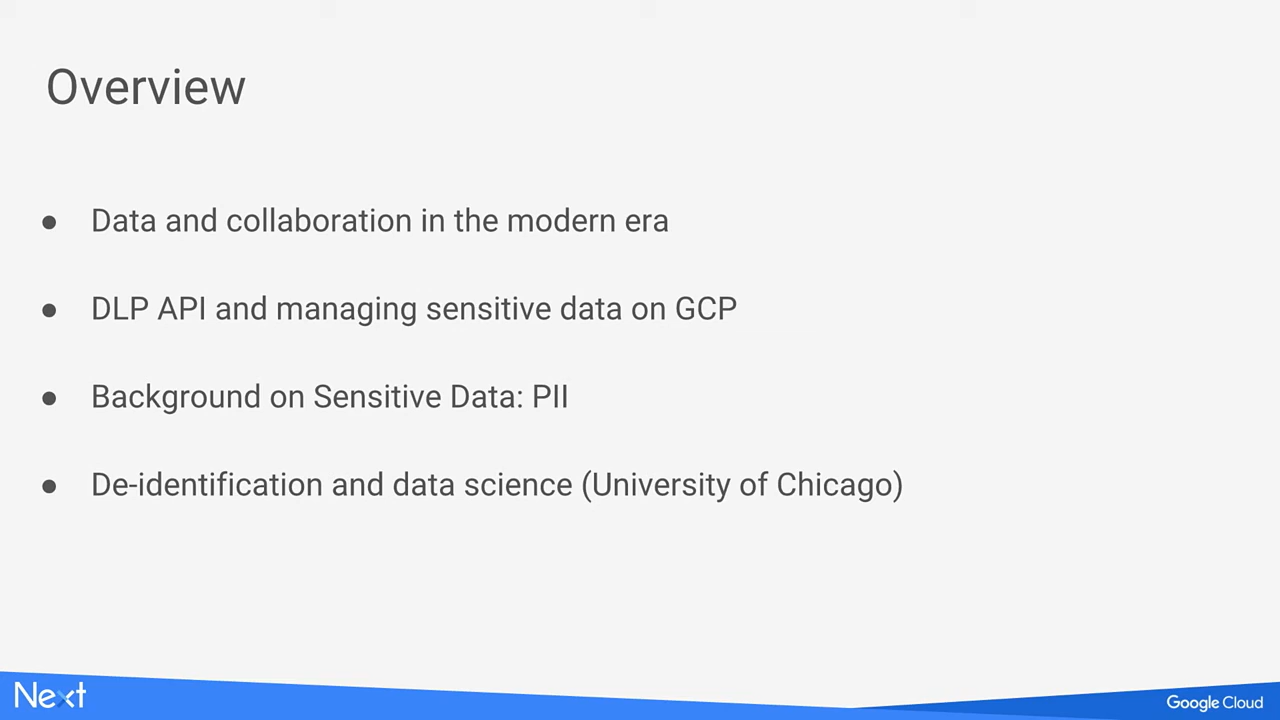 Overview
● Data and collaboration in the modern era
● DLP API and managing sensitive data on GCP
● Background on Sensitive Data: PII
● De-identification and data science (University of Chicago)
Next
Google Cloud